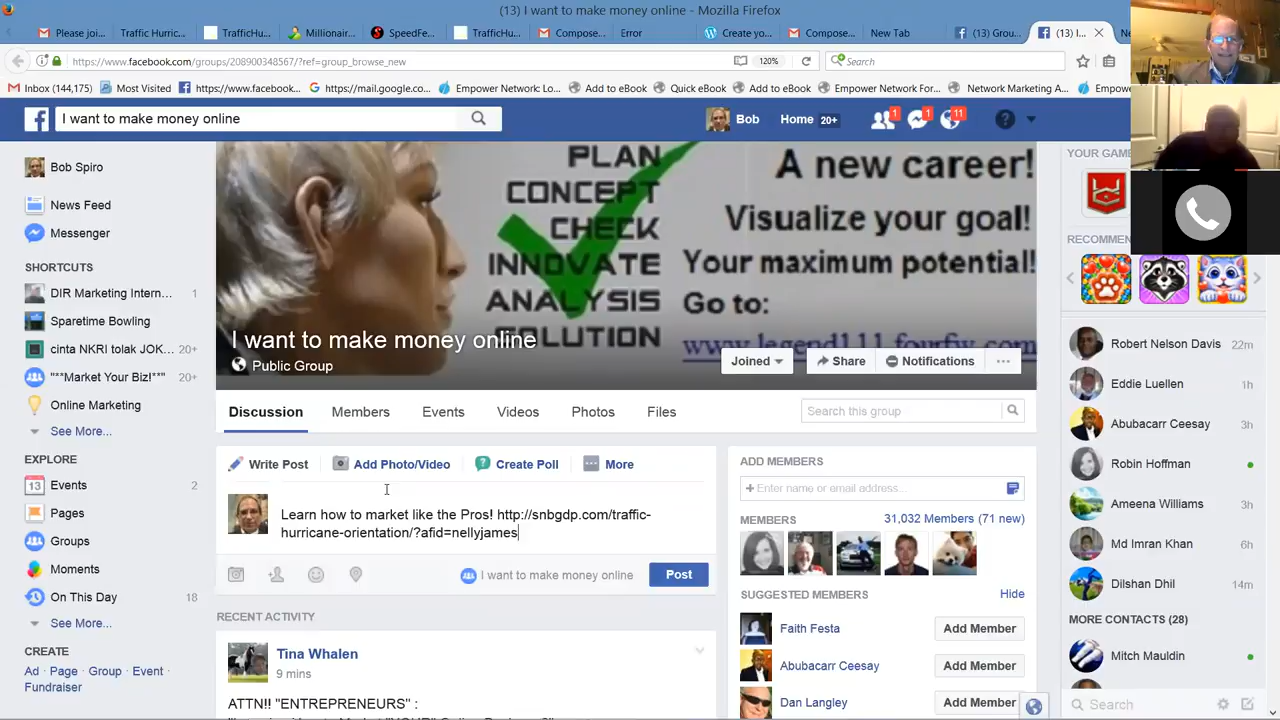 (13) I want to make money online - Mozilla Firefox
Please joi...
Traffic Hurric...
TrafficHu...
Millionair...
SpeedFe...
TrafficHu...
Compose...
Error
Compose...
Create yo...
New Tab
(13) Grou...
(13) I...
https://www.facebook.com/groups/208900348567/?ref=group_browse_new
120%
Search
Inbox (144,175)
Most Visited
https://www.facebook...
https://mail.google.co...
Empower Network: Lo...
Add to eBook
Quick eBook
Add to eBook
Empower Network For...
Network Marketing A...
Empowe
I want to make money online
Bob
Home 20+
1
1
11
Bob Spiro
News Feed
Messenger
SHORTCUTS
DIR Marketing Intern... 1
Sparetime Bowling
cinta NKRI tolak JOK... 20+
"**Market Your Biz!**" 20+
Online Marketing
See More...
EXPLORE
Events 2
13
Pages
Groups
Moments
On This Day 18
See More...
CREATE
Ad · Page · Group · Event ·
Fundraiser
PLAN
CONCEPT
CHECK
INNOVATE
ANALYSIS
SOLUTION
A new career!
Visualize your goal!
Your maximum potential!
Go to:
www.legend111.fourfw.com
I want to make money online
Public Group
Joined
Share
Notifications
Discussion
Members
Events
Videos
Photos
Files
Search this group
Write Post
Add Photo/Video
Create Poll
More
Learn how to market like the Pros! http://snbgdp.com/traffic-
hurricane-orientation/?afid=nellyjames
I want to make money online
Post
RECENT ACTIVITY
Tina Whalen
9 mins
ATTN!! "ENTREPRENEURS" :
ADD MEMBERS
+ Enter name or email address...
MEMBERS
31,032 Members (71 new)
SUGGESTED MEMBERS
Hide
Faith Festa
Add Member
Abubacarr Ceesay
Add Member
Dan Langley
Add Member
YOUR GAME
RECOMMEN
Robert Nelson Davis 22m
Eddie Luellen 1h
Abubacarr Ceesay 3h
Robin Hoffman
Ameena Williams 3h
Md Imran Khan 6h
Dilshan Dhil 14m
MORE CONTACTS (28)
Mitch Mauldin
Search